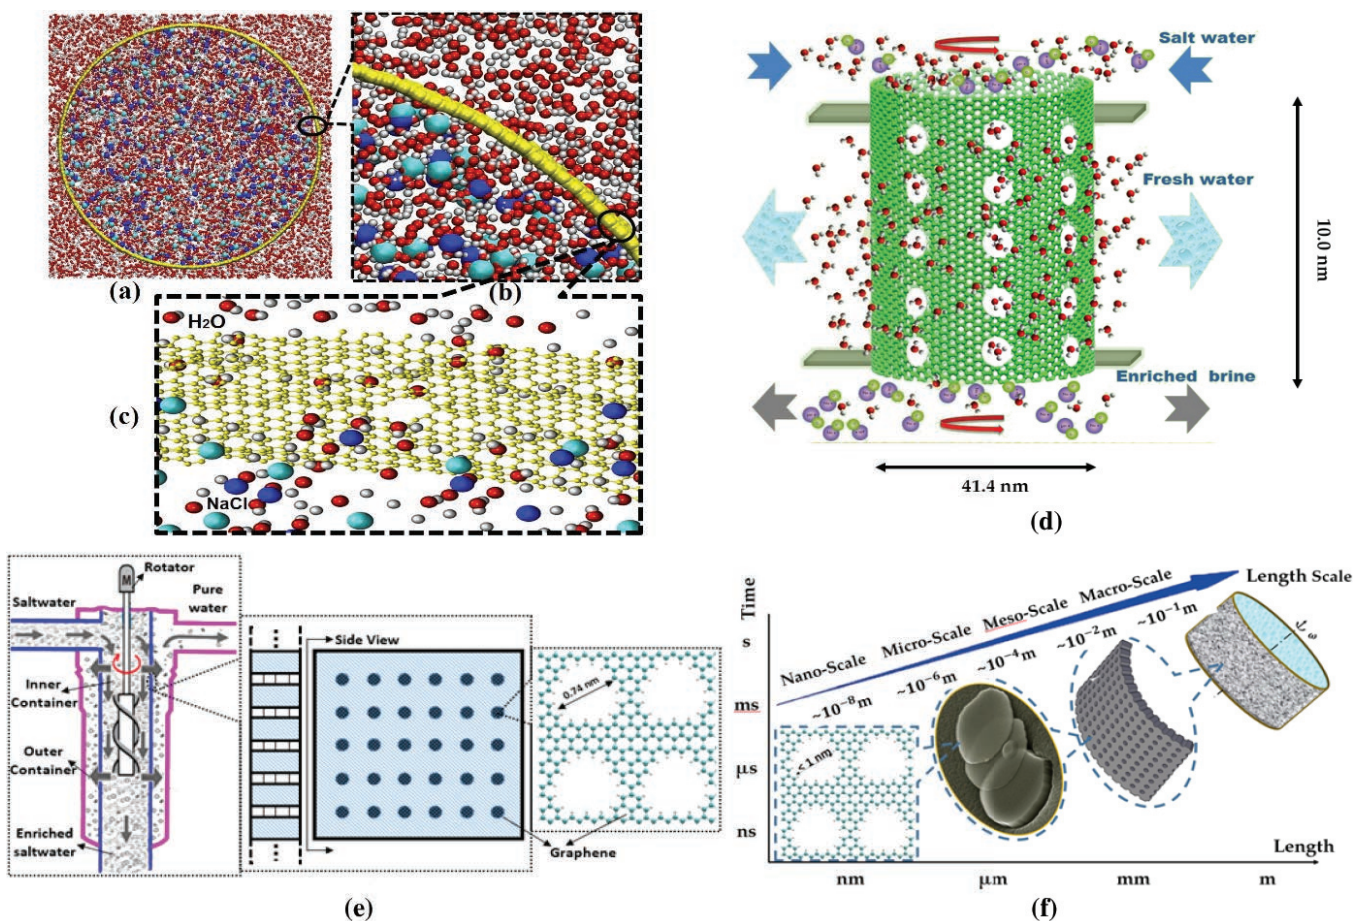 (a)
(b)
H₂O
(c)
NaCl
Salt water
Fresh water
Enriched brine
10.0 nm
41.4 nm
(d)
M
Rotator
Saltwater
Pure
water
Inner
Container
Outer
Container
Enriched
saltwater
Side View
0.74 nm
Graphene
(e)
Time
s
ms
μs
ns
Nano-Scale
Micro-Scale
Meso-Scale
Macro-Scale
Length Scale
~10⁻⁸m
~10⁻⁶m
~10⁻⁴m
~10⁻²m
~10⁻¹m
< 1 nm
ω
Length
nm
μm
mm
m
(f)